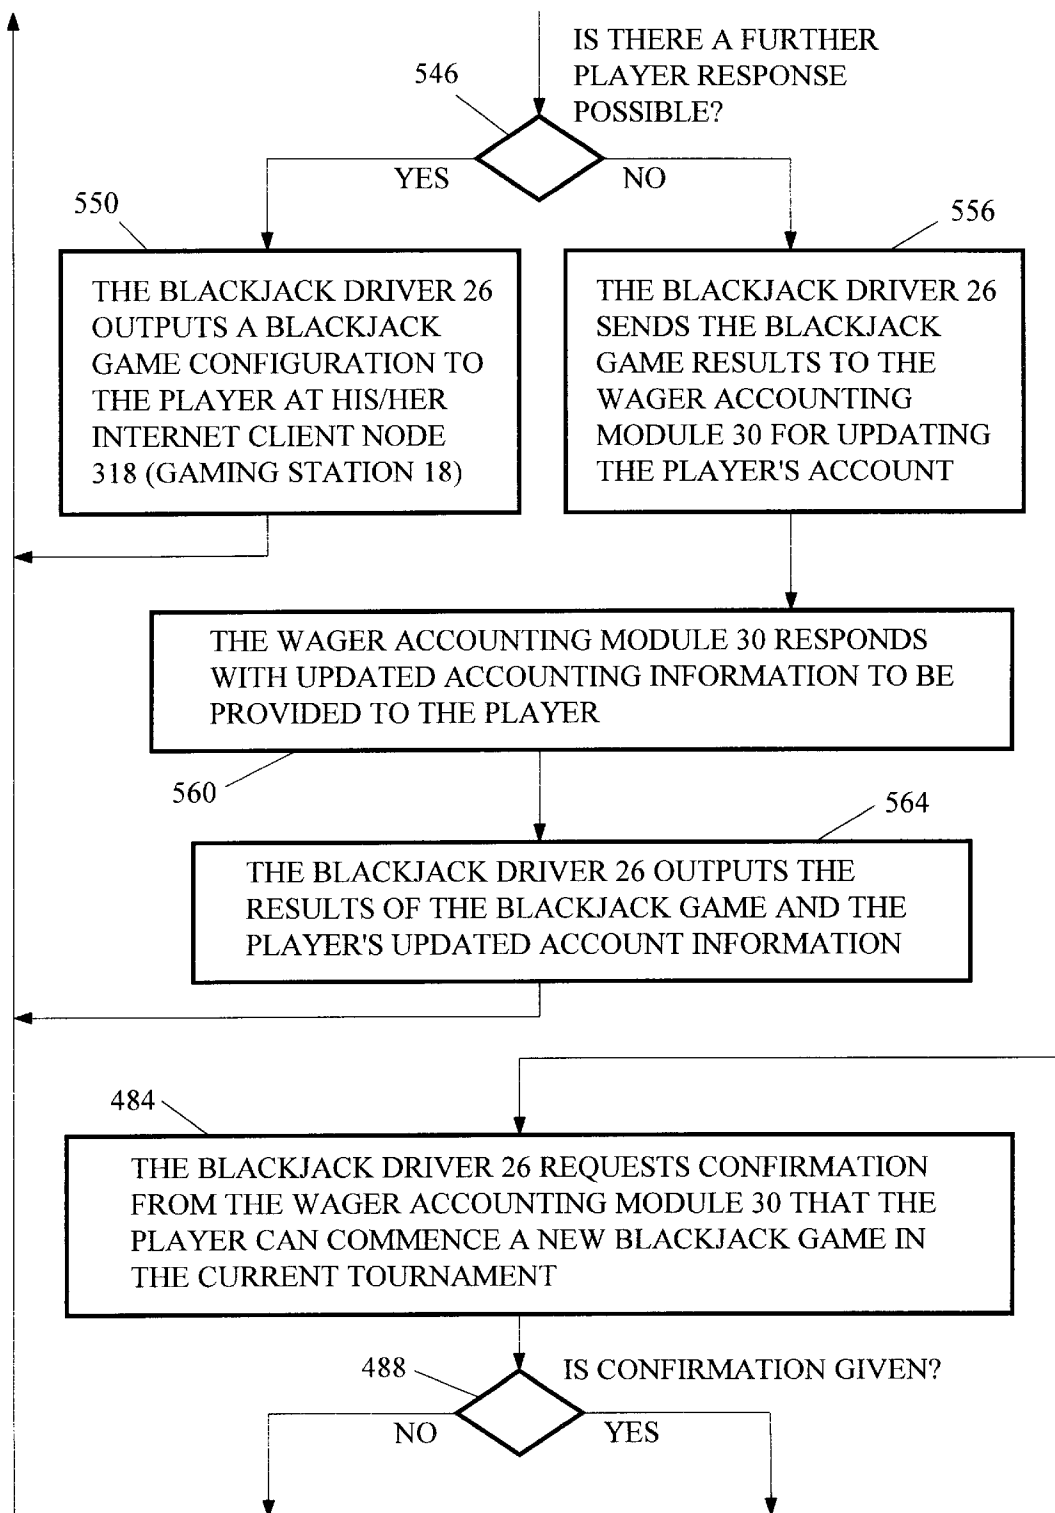 IS THERE A FURTHER
PLAYER RESPONSE
POSSIBLE?
546
YES
NO
550
556
THE BLACKJACK DRIVER 26
OUTPUTS A BLACKJACK
GAME CONFIGURATION TO
THE PLAYER AT HIS/HER
INTERNET CLIENT NODE
318 (GAMING STATION 18)
THE BLACKJACK DRIVER 26
SENDS THE BLACKJACK
GAME RESULTS TO THE
WAGER ACCOUNTING
MODULE 30 FOR UPDATING
THE PLAYER'S ACCOUNT
THE WAGER ACCOUNTING MODULE 30 RESPONDS
WITH UPDATED ACCOUNTING INFORMATION TO BE
PROVIDED TO THE PLAYER
560
564
THE BLACKJACK DRIVER 26 OUTPUTS THE
RESULTS OF THE BLACKJACK GAME AND THE
PLAYER'S UPDATED ACCOUNT INFORMATION
484
THE BLACKJACK DRIVER 26 REQUESTS CONFIRMATION
FROM THE WAGER ACCOUNTING MODULE 30 THAT THE
PLAYER CAN COMMENCE A NEW BLACKJACK GAME IN
THE CURRENT TOURNAMENT
488
IS CONFIRMATION GIVEN?
NO
YES